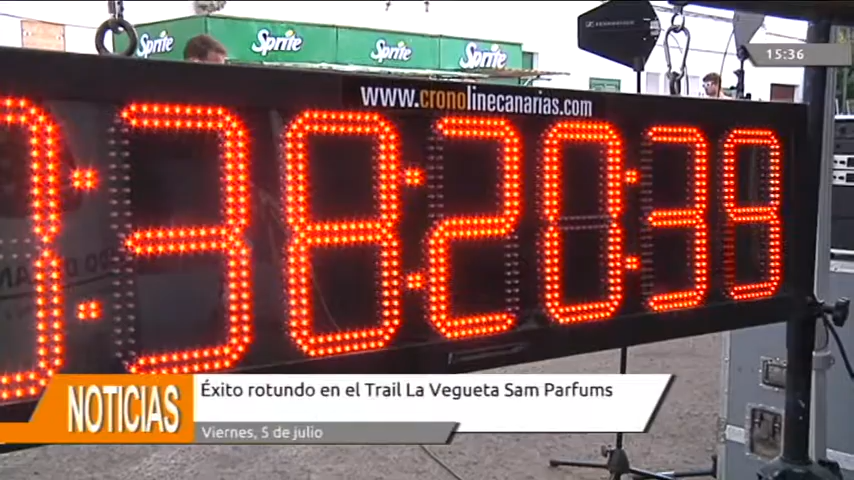 Sprite
Sprite
Sprite
Sprite
SENNHEISER
15:36
www.cronolinecanarias.com
:38:20:39
NOTICIAS
Éxito rotundo en el Trail La Vegueta Sam Parfums
Viernes, 5 de julio